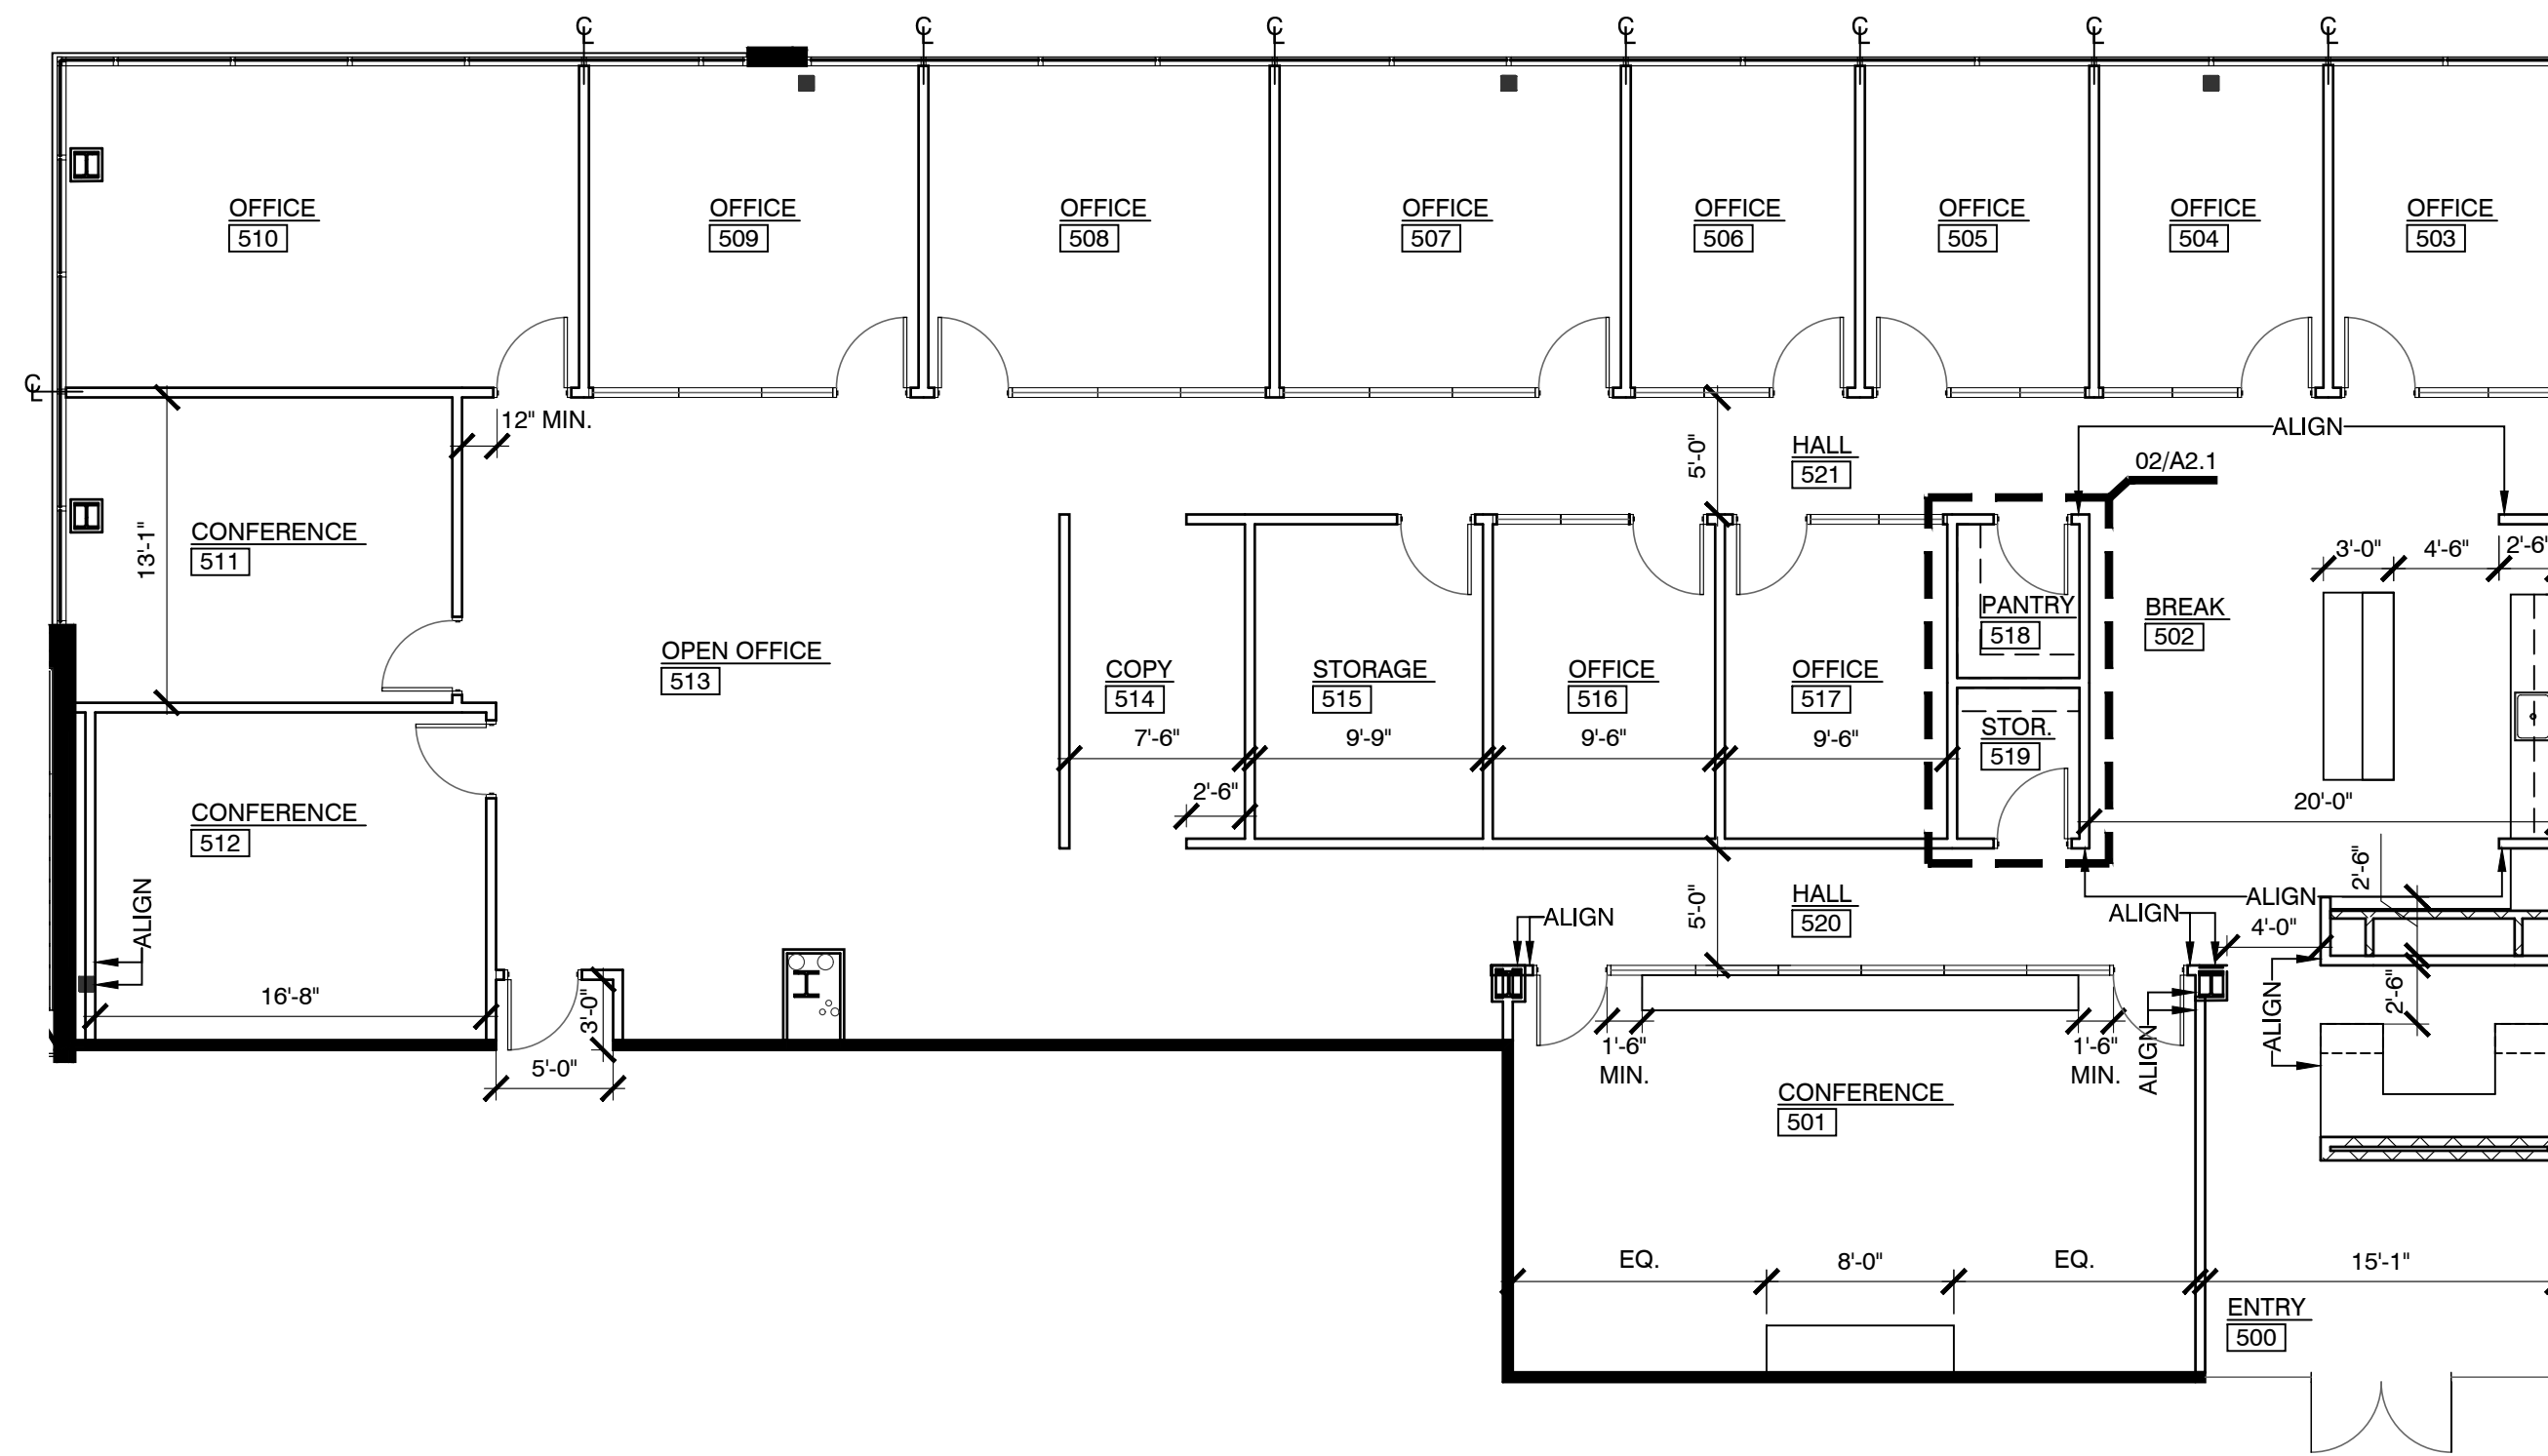 ℄ ℄ ℄ ℄ ℄ ℄ ℄
OFFICE
510
OFFICE
509
OFFICE
508
OFFICE
507
OFFICE
506
OFFICE
505
OFFICE
504
OFFICE
503
℄
12" MIN.
ALIGN
HALL
521
5'-0"
02/A2.1
CONFERENCE
511
13'-1"
3'-0"
4'-6"
2'-6"
PANTRY
518
BREAK
502
OPEN OFFICE
513
COPY
514
STORAGE
515
OFFICE
516
OFFICE
517
7'-6"
9'-9"
9'-6"
9'-6"
STOR.
519
2'-6"
20'-0"
CONFERENCE
512
ALIGN
2'-6"
HALL
520
5'-0"
ALIGN
ALIGN
ALIGN
4'-0"
16'-8"
3'-0"
5'-0"
ALIGN
2'-6"
1'-6"
MIN.
1'-6"
MIN.
ALIGN
CONFERENCE
501
EQ.
8'-0"
EQ.
15'-1"
ENTRY
500